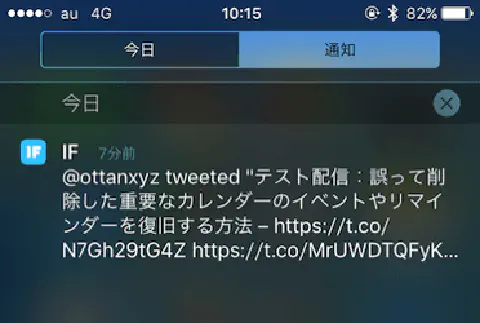 au 4G 10:15 82%
今日 通知
今日
IF IF 7分前
@ottanxyz tweeted "テスト配信：誤って削
除した重要なカレンダーのイベントやリマイ
ンダーを復旧する方法 – https://t.co/
N7Gh29tG4Z https://t.co/MrUWDTQFyK...